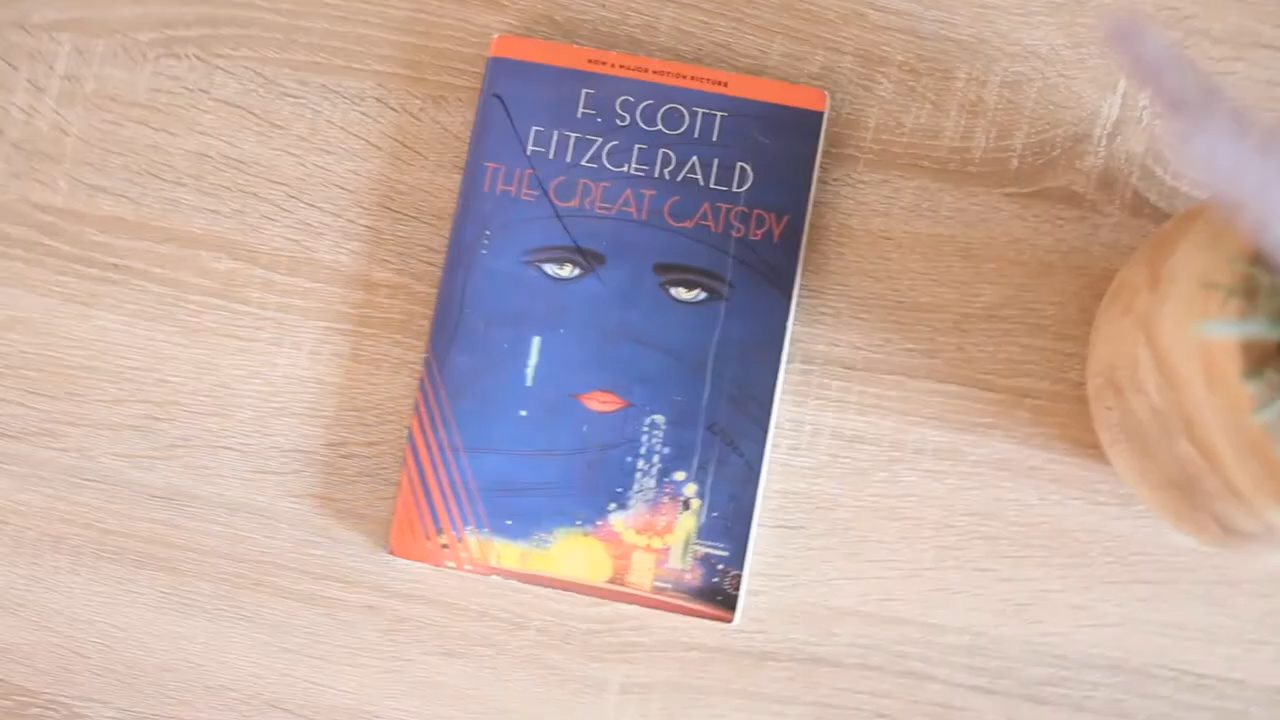 NOW A MAJOR MOTION PICTURE
F. SCOTT
FITZGERALD
THE GREAT GATSBY